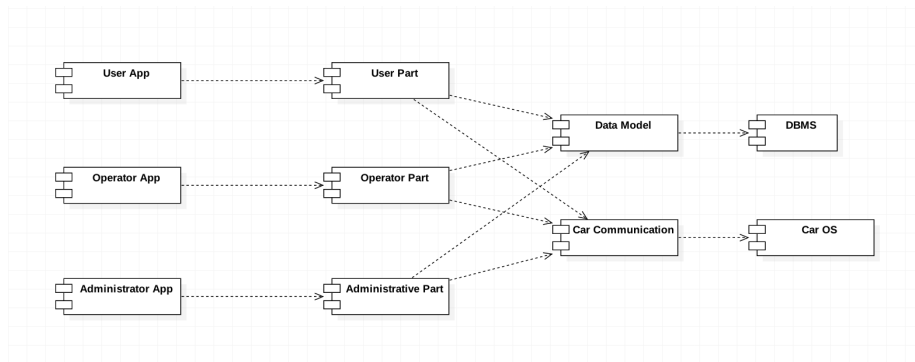 User App
User Part
Data Model
DBMS
Operator App
Operator Part
Car Communication
Car OS
Administrator App
Administrative Part